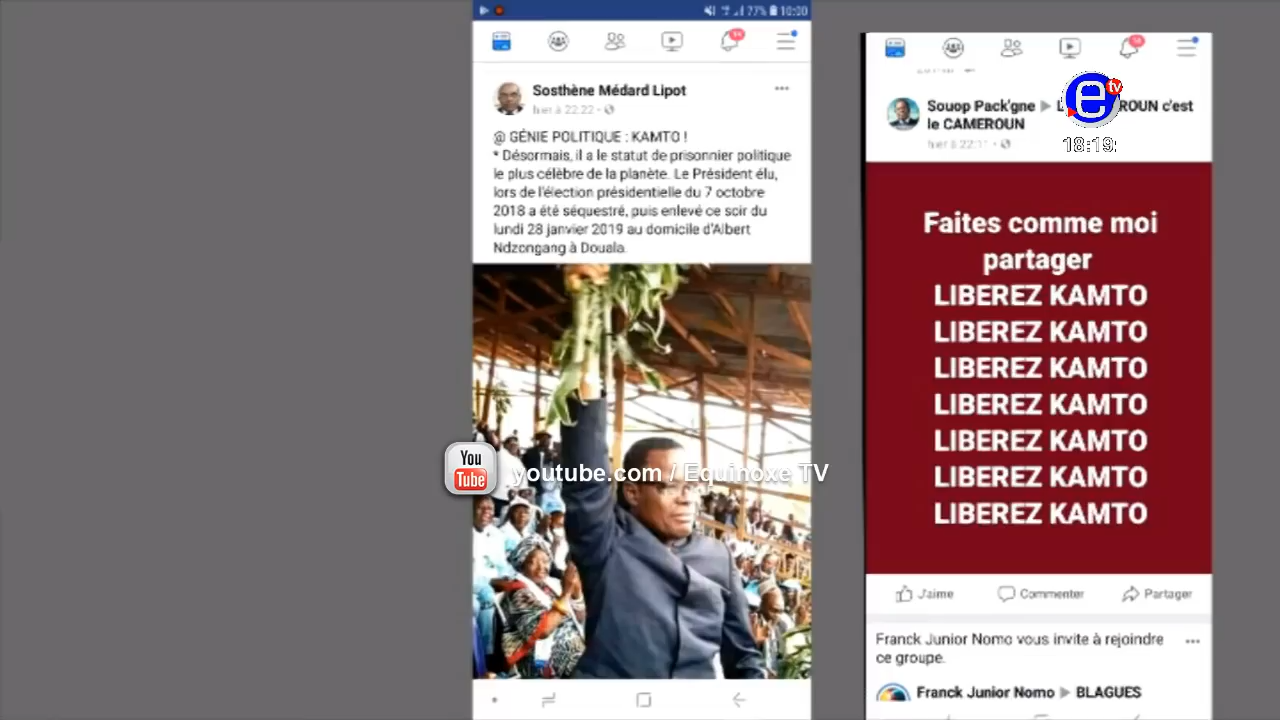 77% 10:00
Sosthène Médard Lipot
hier à 22:22
@ GÉNIE POLITIQUE : KAMTO !
* Désormais, il a le statut de prisonnier politique
le plus célèbre de la planète. Le Président élu,
lors de l'élection présidentielle du 7 octobre
2018 a été séquestré, puis enlevé ce soir du
lundi 28 janvier 2019 au domicile d'Albert
Ndzongang à Douala.
You
Tube
youtube.com / Equinoxe TV
Souop Pack'gne ROUN c'est
le CAMEROUN
hier à 22:11
e tv
18:19
Faites comme moi
partager
LIBEREZ KAMTO
LIBEREZ KAMTO
LIBEREZ KAMTO
LIBEREZ KAMTO
LIBEREZ KAMTO
LIBEREZ KAMTO
LIBEREZ KAMTO
J'aime Commenter Partager
Franck Junior Nomo vous invite à rejoindre
ce groupe.
Franck Junior Nomo BLAGUES